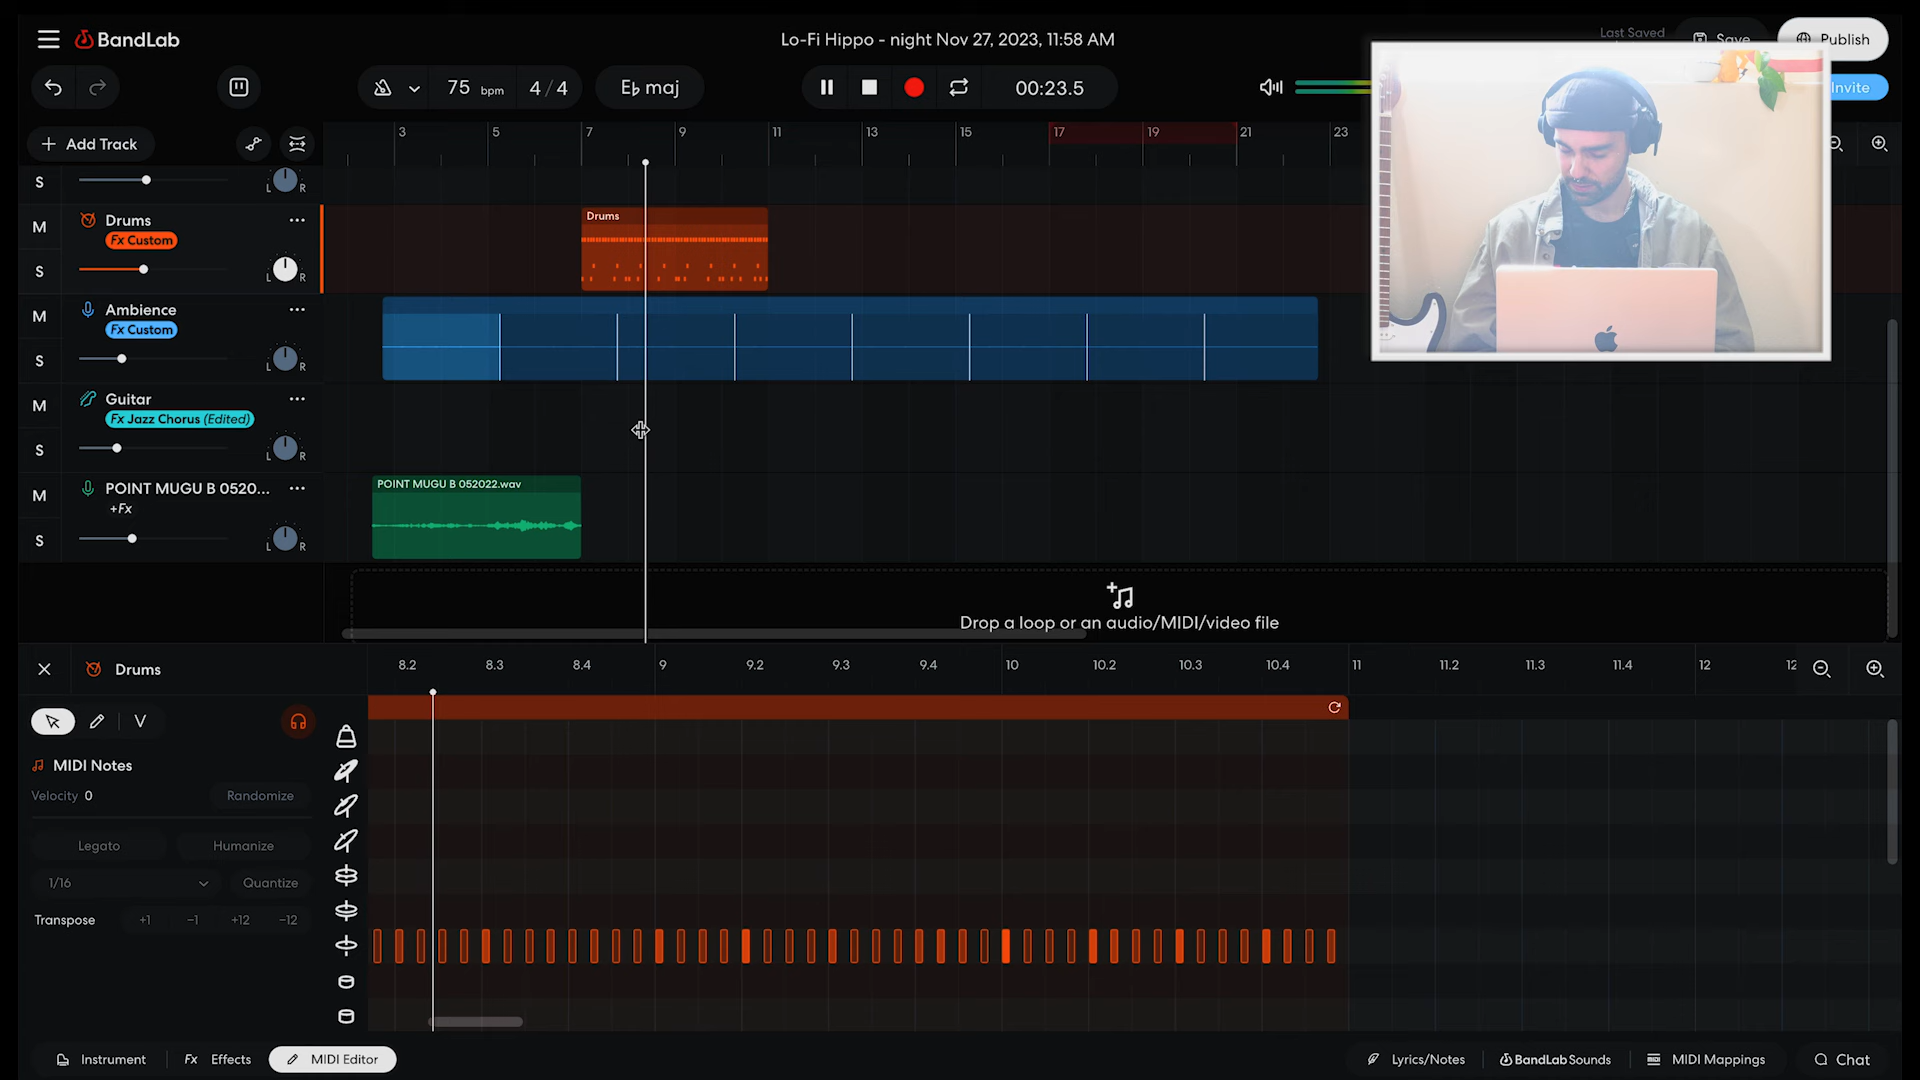 BandLab
Lo-Fi Hippo - night Nov 27, 2023, 11:58 AM
Last Saved
Save
Publish
75 bpm
4 / 4
E♭ maj
00:23.5
Invite
+ Add Track
3 5 7 9 11 13 15 17 19 21 23
S
L R
M
Drums
Fx Custom
S
L R
Drums
M
Ambience
Fx Custom
S
L R
M
Guitar
Fx Jazz Chorus (Edited)
S
L R
M
POINT MUGU B 0520...
+Fx
S
L R
POINT MUGU B 052022.wav
Drop a loop or an audio/MIDI/video file
Drums
8.2 8.3 8.4 9 9.2 9.3 9.4 10 10.2 10.3 10.4 11 11.2 11.3 11.4 12
V
MIDI Notes
Velocity 0
Randomize
Legato
Humanize
1/16
Quantize
Transpose
+1 -1 +12 -12
Instrument
Fx Effects
MIDI Editor
Lyrics/Notes
BandLab Sounds
MIDI Mappings
Chat